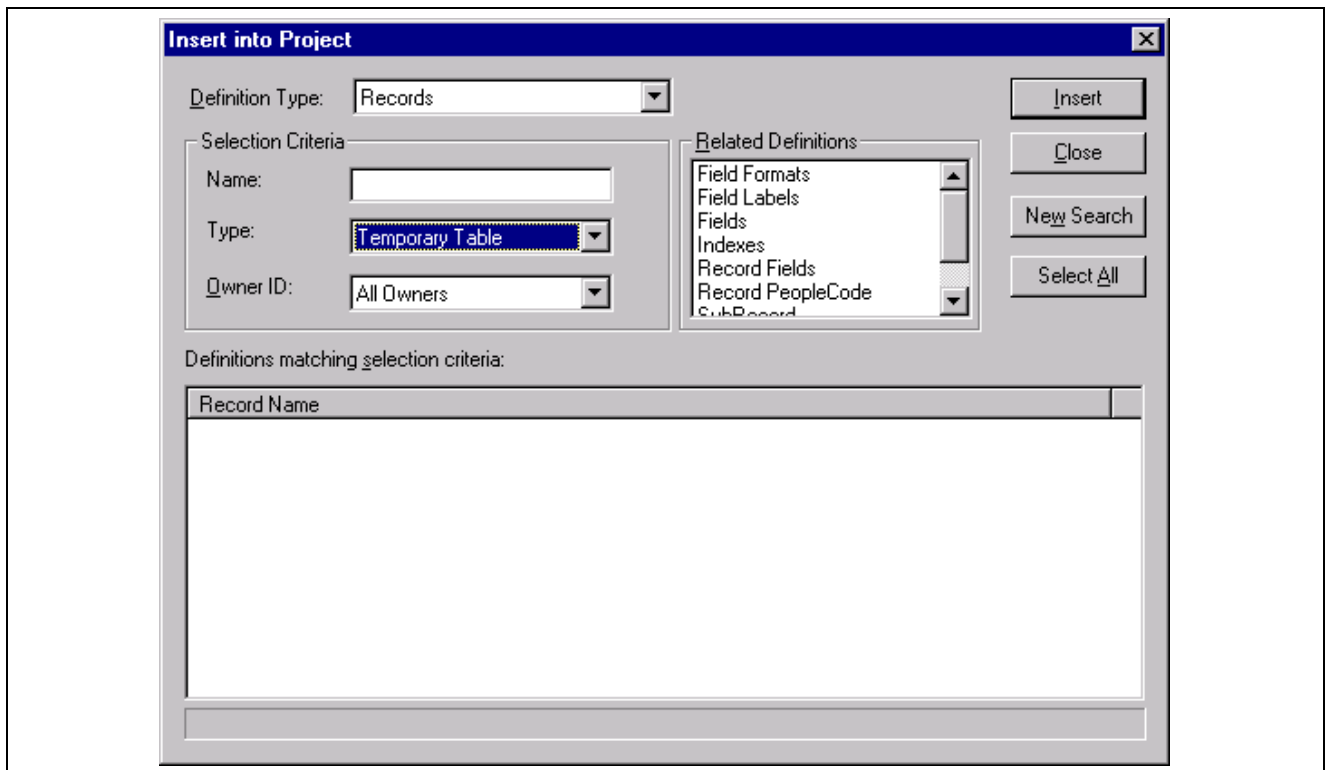 Insert into Project
Definition Type:
Records
Insert
Selection Criteria
Related Definitions
Close
Name:
Field Formats
Field Labels
Fields
Indexes
Record Fields
Record PeopleCode
SubRecord
New Search
Type:
Temporary Table
Select All
Owner ID:
All Owners
Definitions matching selection criteria:
Record Name